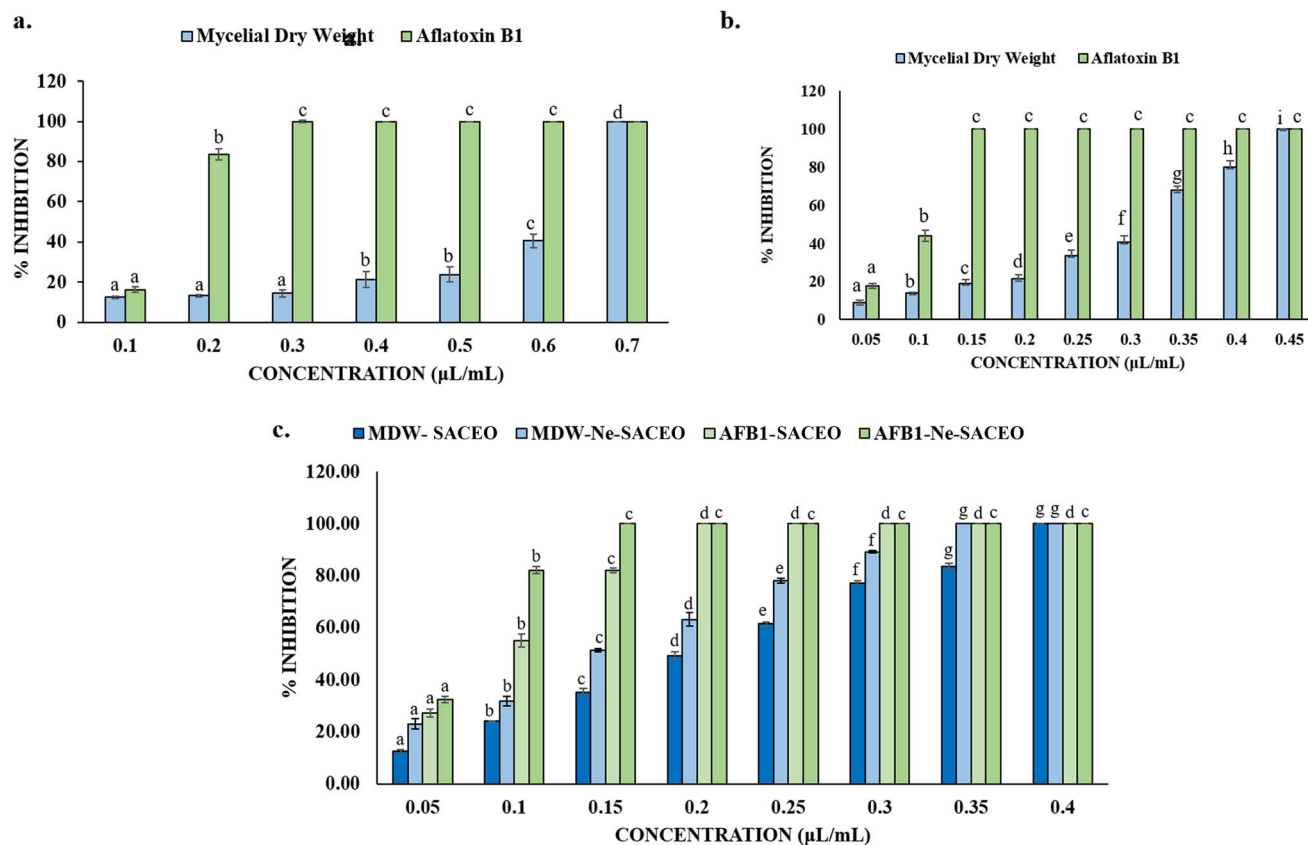 a.
Mycelial Dry Weight Aflatoxin B1
a.
% INHIBITION
120
100
80
60
40
20
0
a a a b a c b c b c c c d
0.1 0.2 0.3 0.4 0.5 0.6 0.7
CONCENTRATION (µL/mL)
b.
Mycelial Dry Weight Aflatoxin B1
% INHIBITION
120
100
80
60
40
20
0
a a b b c c d c e c f c g c h c i c
0.05 0.1 0.15 0.2 0.25 0.3 0.35 0.4 0.45
CONCENTRATION (µL/mL)
c.
MDW- SACEO MDW-Ne-SACEO AFB1-SACEO AFB1-Ne-SACEO
% INHIBITION
120.00
100.00
80.00
60.00
40.00
20.00
0.00
a a a a b b b b c c c c d d d c e e d c f f d c g g d c g g d c
0.05 0.1 0.15 0.2 0.25 0.3 0.35 0.4
CONCENTRATION (µL/mL)